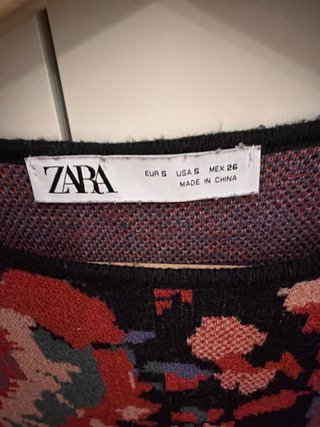 ZARA
EUR S USA S MEX 26
MADE IN CHINA